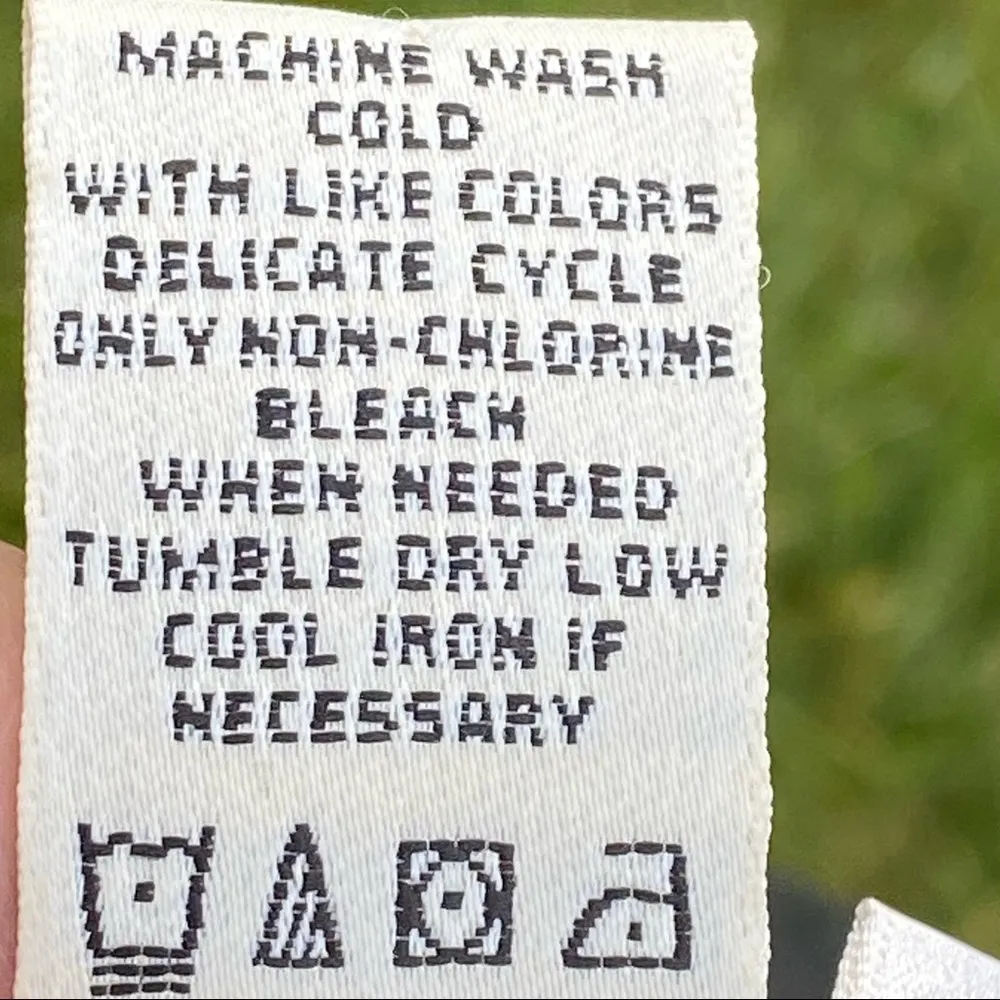 MACHINE WASH
COLD
WITH LIKE COLORS
DELICATE CYCLE
ONLY NON-CHLORINE
BLEACH
WHEN NEEDED
TUMBLE DRY LOW
COOL IRON IF
NECESSARY